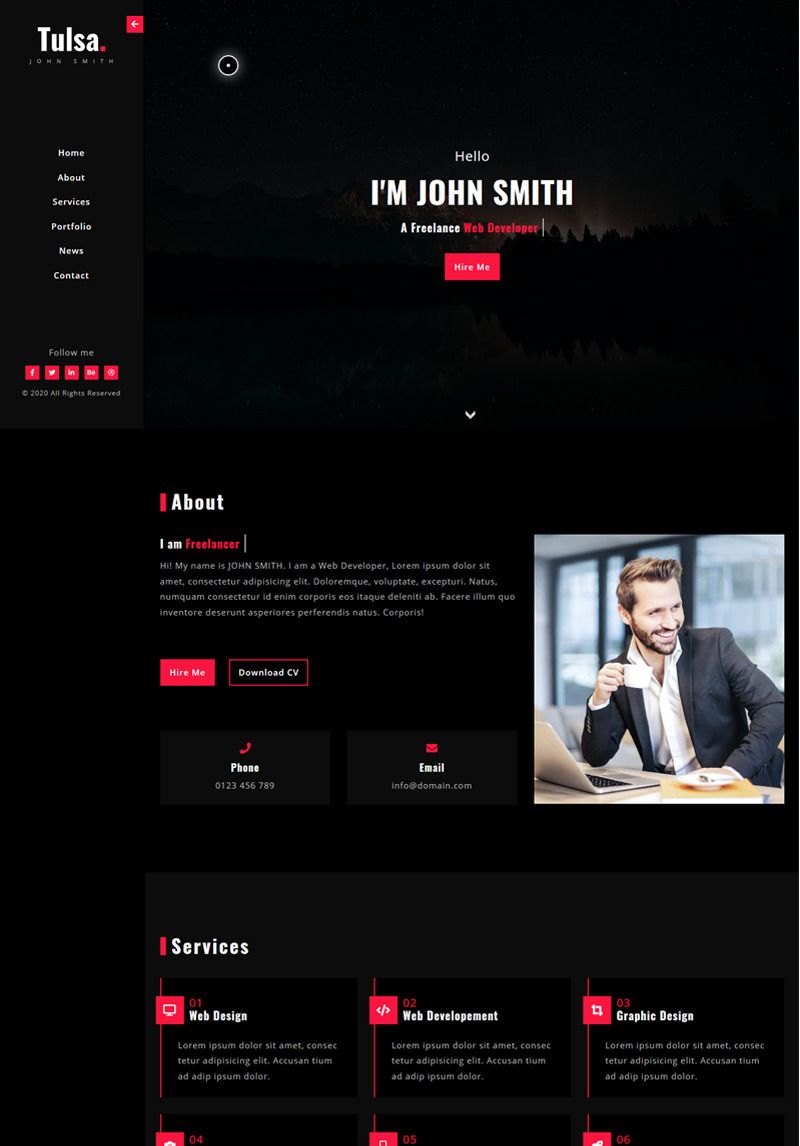 Tulsa.
JOHN SMITH
Home
About
Services
Portfolio
News
Contact
Follow me
© 2020 All Rights Reserved
Hello
I'M JOHN SMITH
A Freelance Web Developer
Hire Me
About
I am Freelancer
Hi! My name is JOHN SMITH. I am a Web Developer, Lorem ipsum dolor sit
amet, consectetur adipisicing elit. Doloremque, voluptate, excepturi. Natus,
numquam consectetur id enim corporis eos itaque deleniti ab. Facere illum quo
inventore deserunt asperiores perferendis natus. Corporis!
Hire Me
Download CV
Phone
0123 456 789
Email
info@domain.com
Services
01
Web Design
Lorem ipsum dolor sit amet, consec
tetur adipisicing elit. Accusan tium
ad adip ipsum dolor.
02
Web Developement
Lorem ipsum dolor sit amet, consec
tetur adipisicing elit. Accusan tium
ad adip ipsum dolor.
03
Graphic Design
Lorem ipsum dolor sit amet, consec
tetur adipisicing elit. Accusan tium
ad adip ipsum dolor.
04
05
06